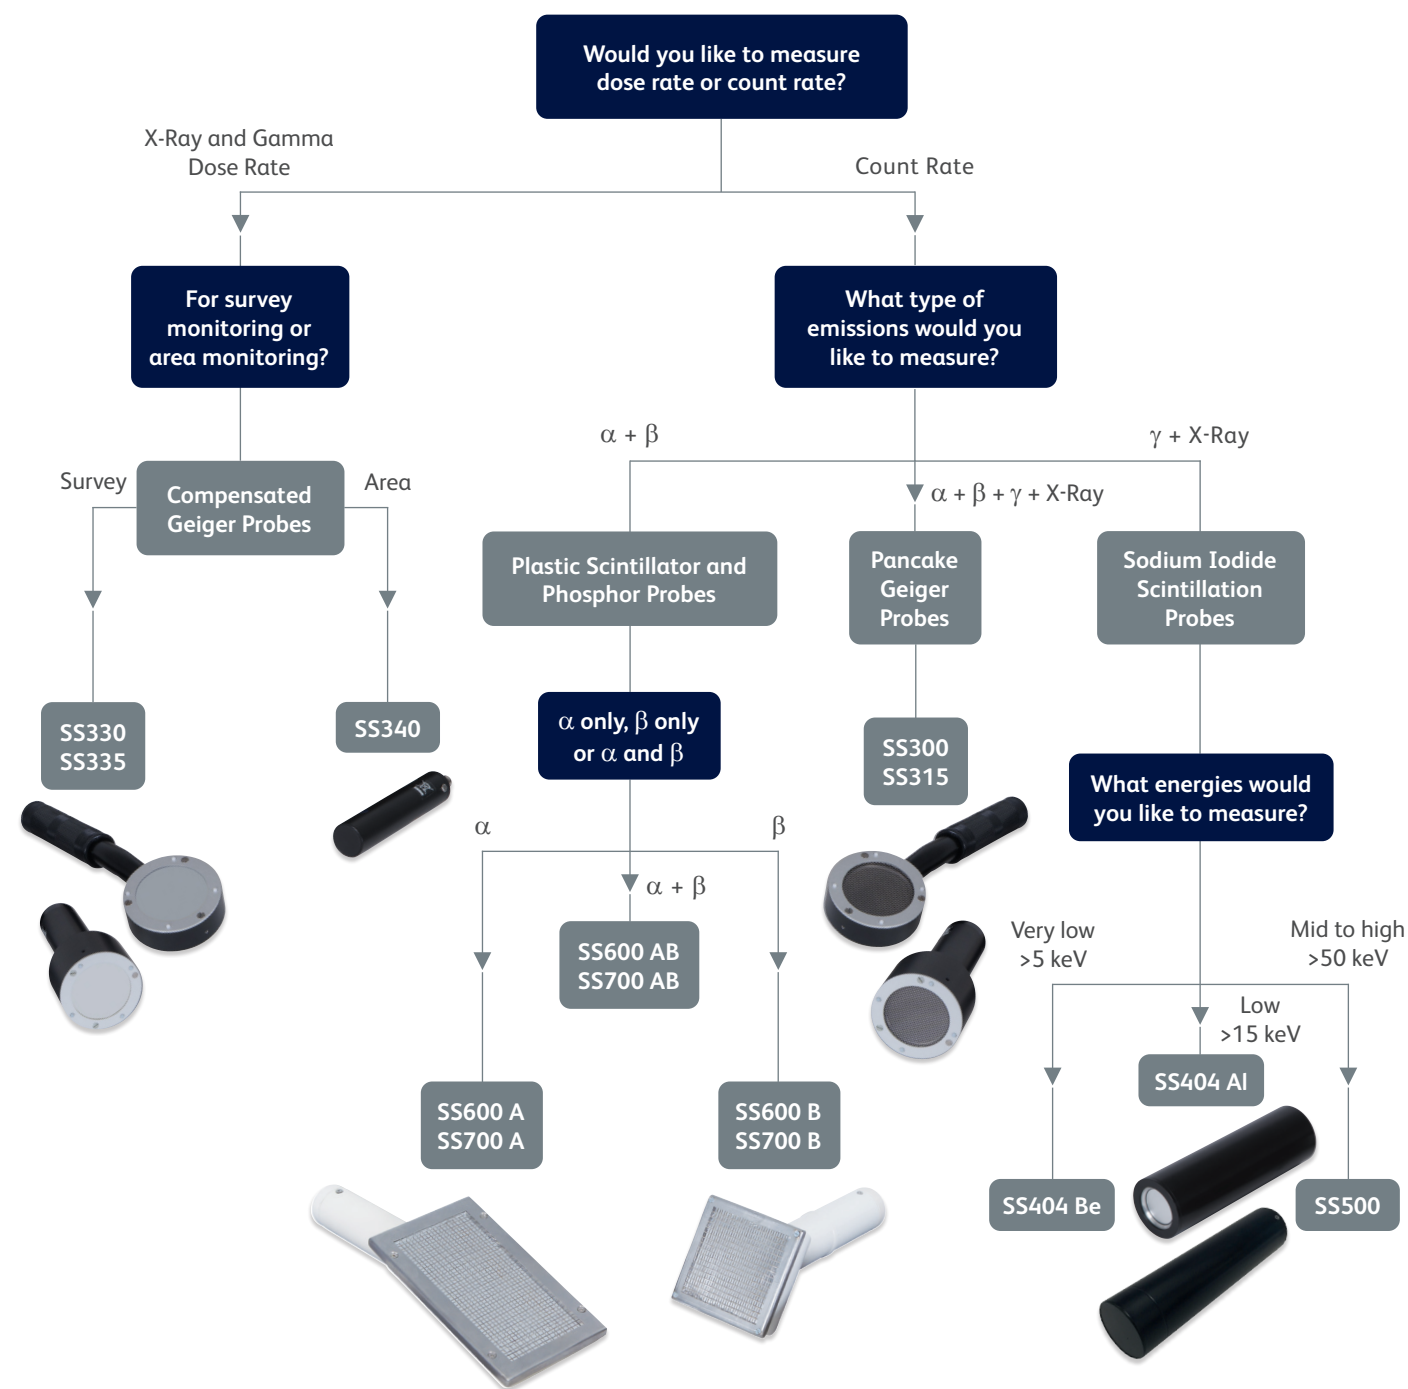 Would you like to measure
dose rate or count rate?
X-Ray and Gamma
Dose Rate
Count Rate
For survey
monitoring or
area monitoring?
What type of
emissions would you
like to measure?
α + β
γ + X-Ray
α + β + γ + X-Ray
Survey
Compensated
Geiger Probes
Area
Plastic Scintillator and
Phosphor Probes
Pancake
Geiger
Probes
Sodium Iodide
Scintillation
Probes
SS330
SS335
SS340
α only, β only
or α and β
SS300
SS315
What energies would
you like to measure?
α
β
α + β
SS600 AB
SS700 AB
Very low
>5 keV
Mid to high
>50 keV
Low
>15 keV
SS404 Al
SS600 A
SS700 A
SS600 B
SS700 B
SS404 Be
SS500